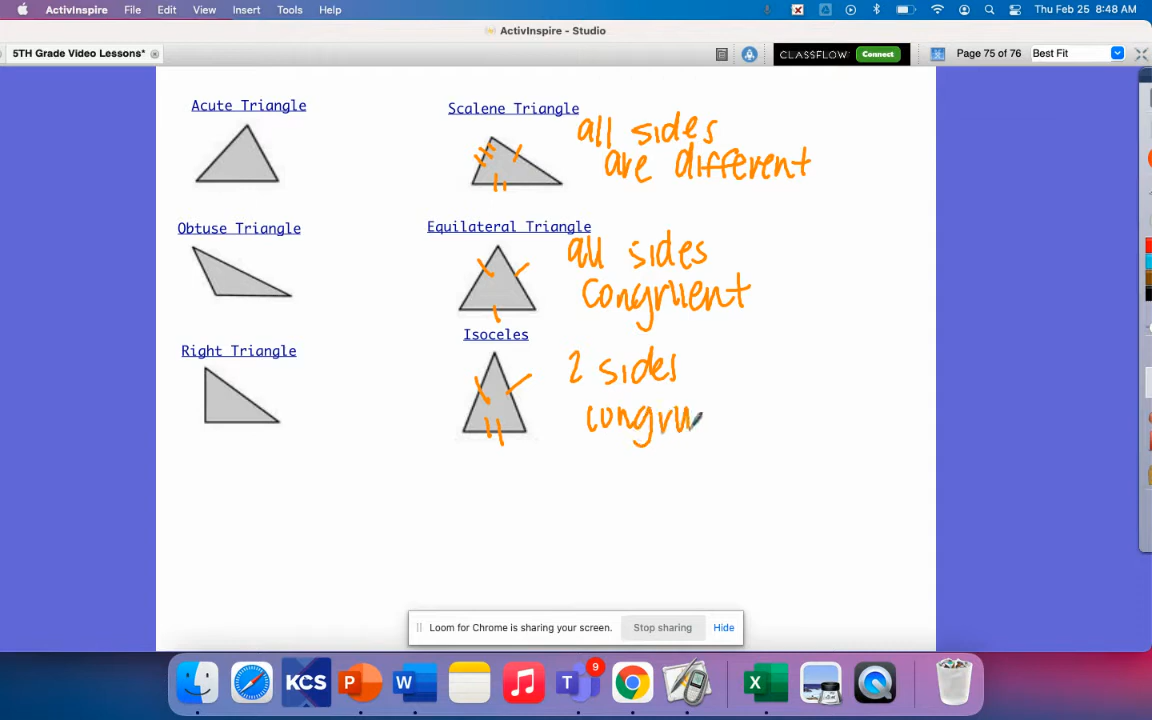 ActivInspire File Edit View Insert Tools Help Thu Feb 25 8:48 AM
ActivInspire - Studio
5TH Grade Video Lessons* CLASSFLOW Connect Page 75 of 76 Best Fit
Acute Triangle
Scalene Triangle
all sides
are different
Obtuse Triangle
Equilateral Triangle
all sides
congruent
Right Triangle
Isoceles
2 sides
congru
Loom for Chrome is sharing your screen. Stop sharing Hide
KCS P W T 9 X